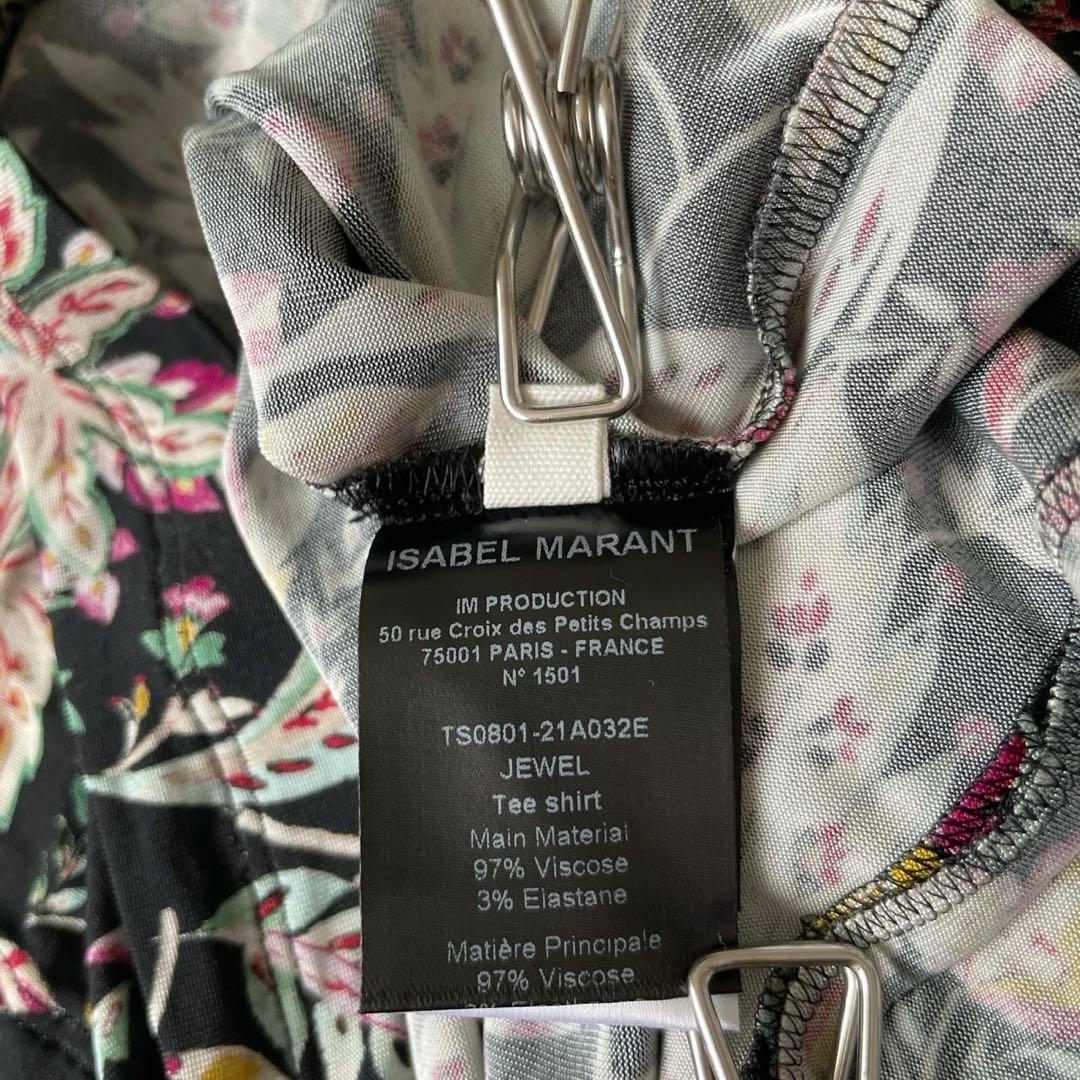 ISABEL MARANT
IM PRODUCTION
50 rue Croix des Petits Champs
75001 PARIS - FRANCE
N° 1501
TS0801-21A032E
JEWEL
Tee shirt
Main Material
97% Viscose
3% Elastane
Matière Principale
97% Viscose